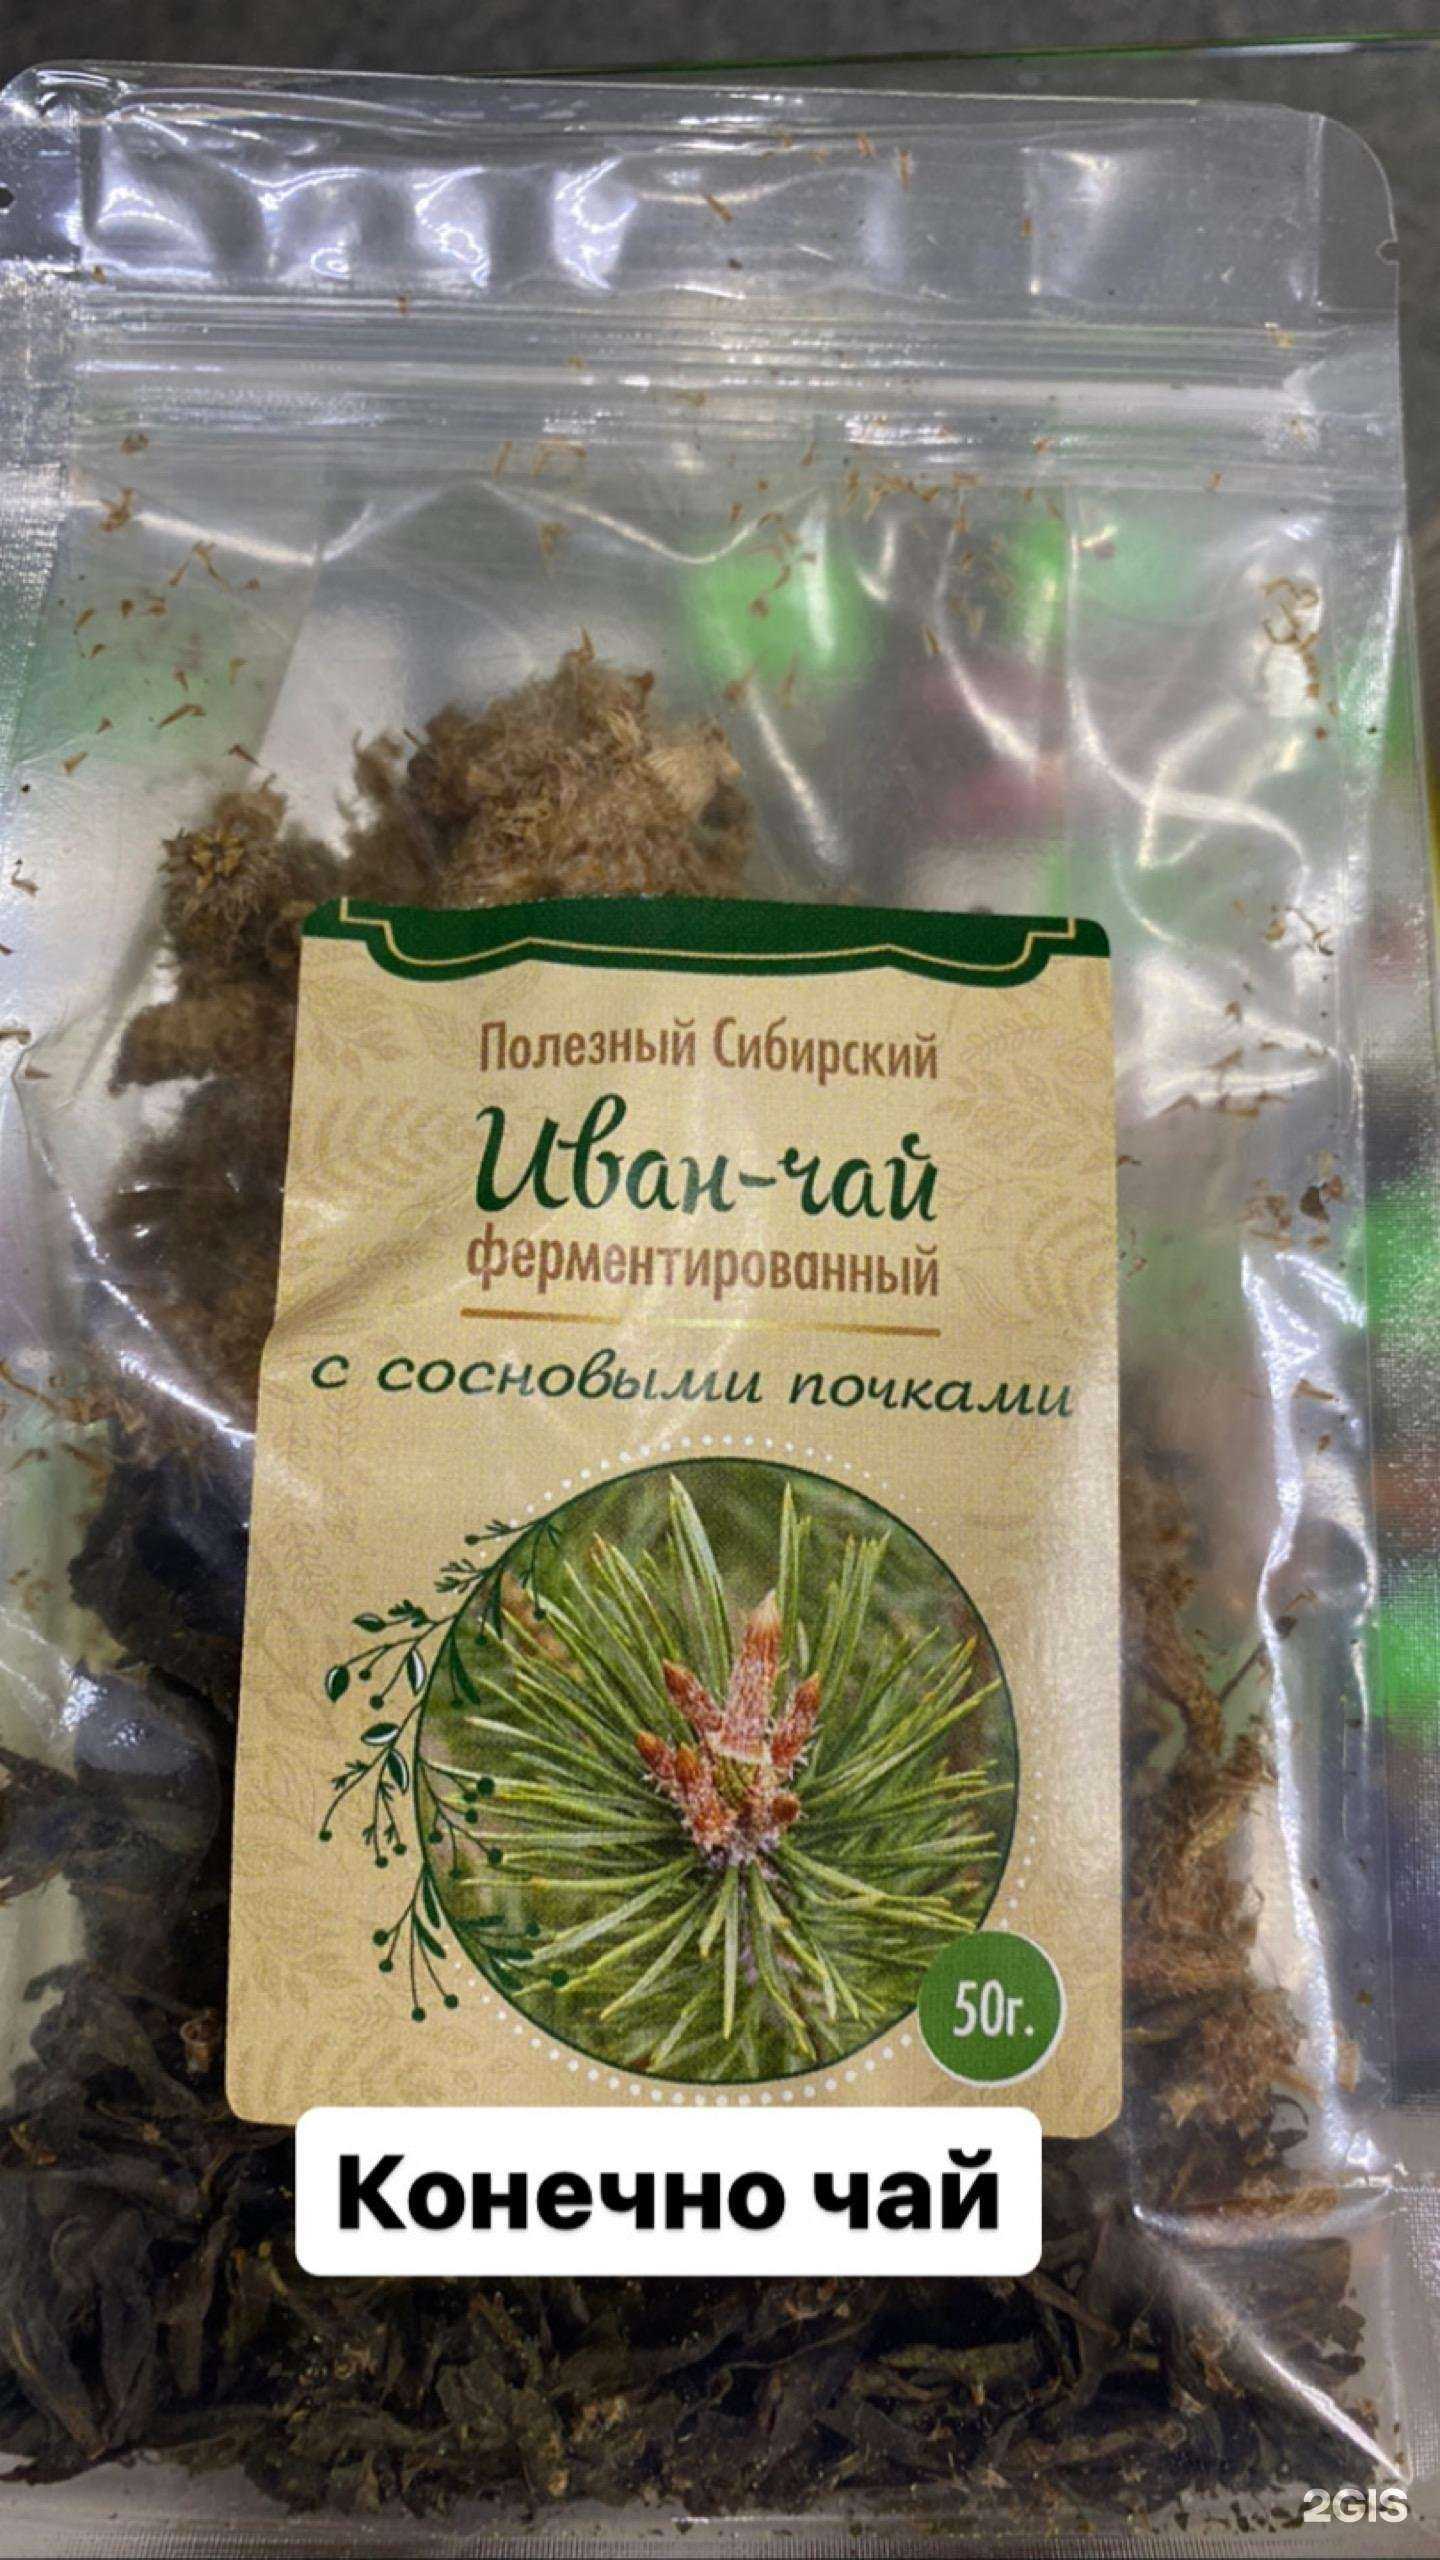 Полезный Сибирский
Иван-чай
ферментированный
с сосновыми почками
50г.
Конечно чай
2GIS